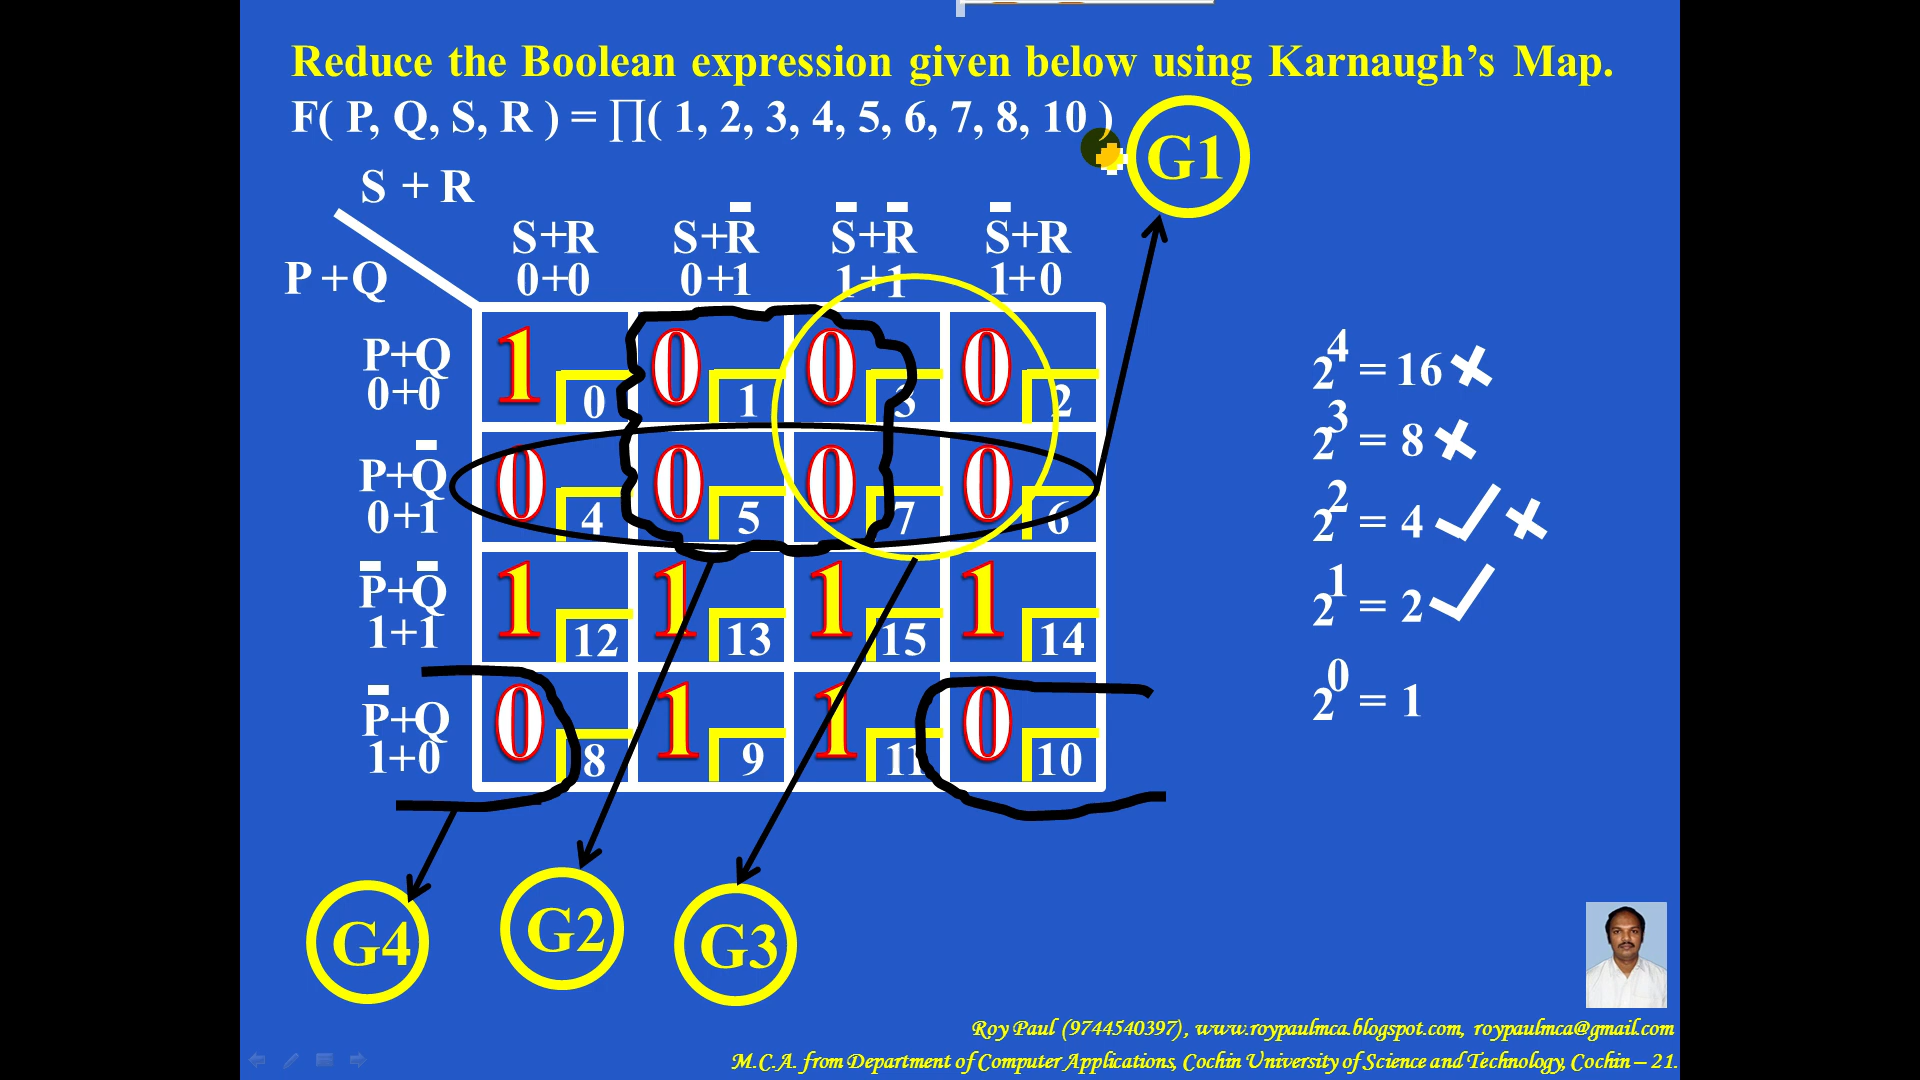 Reduce the Boolean expression given below using Karnaugh's Map.
F( P, Q, S, R ) = ∏( 1, 2, 3, 4, 5, 6, 7, 8, 10 )
G1
S + R
P + Q
S+R S+R̅ S̅+R̅ S̅+R
0+0 0+1 1+1 1+0
P+Q
0+0
1 0 0 0
0 1 3 2
P+Q̅
0+1
0 0 0 0
4 5 7 6
P̅+Q̅
1+1
1 1 1 1
12 13 15 14
P̅+Q
1+0
0 1 1 0
8 9 11 10
2⁴ = 16 ✕
2³ = 8 ✕
2² = 4 ✓ ✕
2¹ = 2 ✓
2⁰ = 1
G4 G2 G3
Roy Paul (9744540397), www.roypaulmca.blogspot.com, roypaulmca@gmail.com
M.C.A. from Department of Computer Applications, Cochin University of Science and Technology, Cochin – 21.